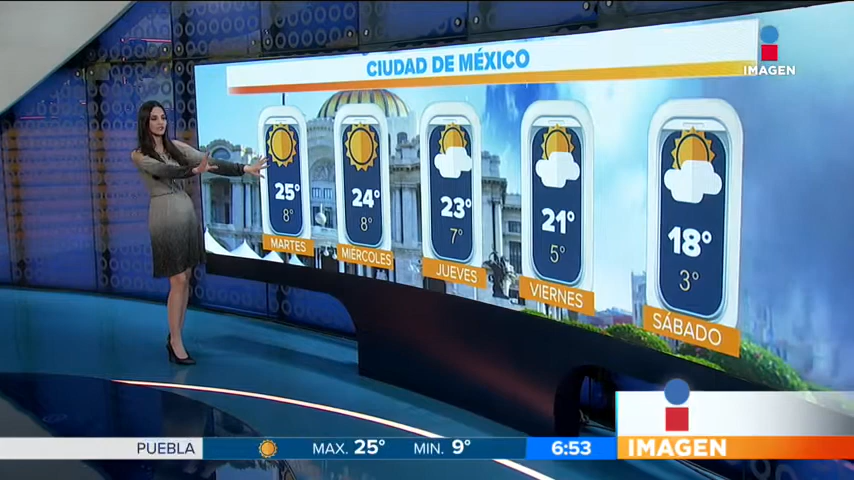 CIUDAD DE MÉXICO
IMAGEN
25°
8°
MARTES
24°
8°
MIÉRCOLES
23°
7°
JUEVES
21°
5°
VIERNES
18°
3°
SÁBADO
PUEBLA MAX. 25° MIN. 9° 6:53
IMAGEN